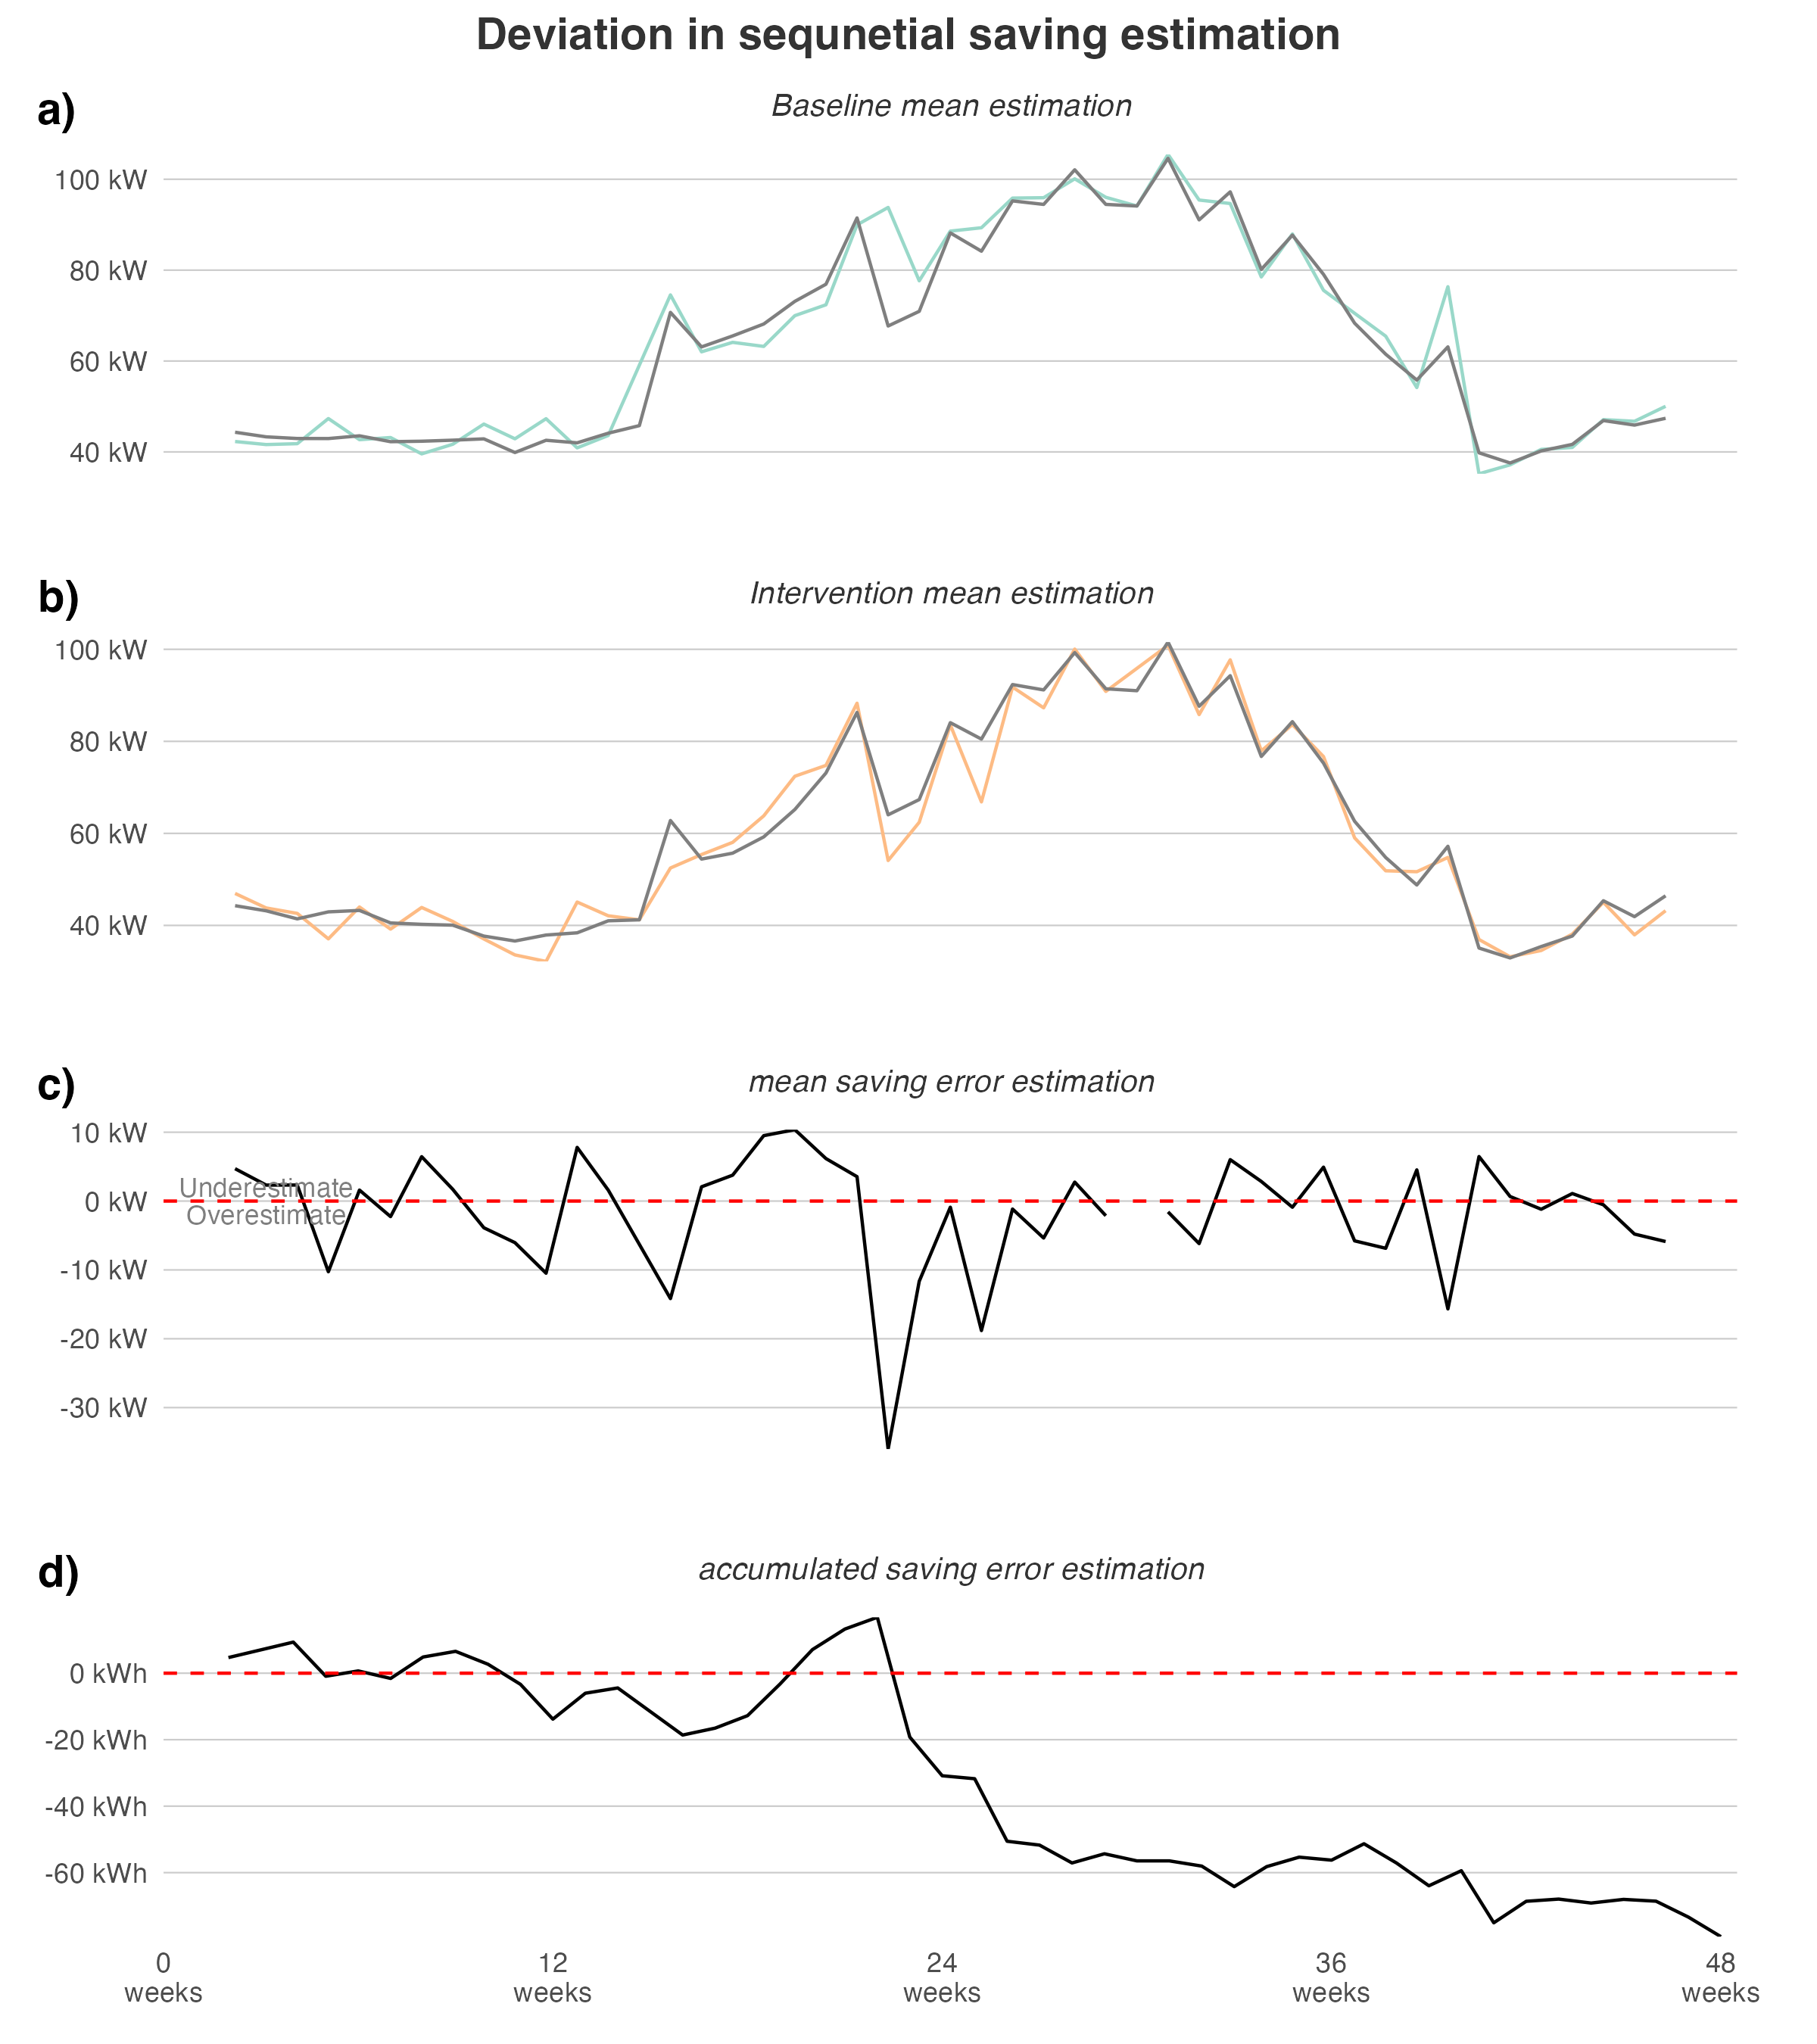 Deviation in sequnetial saving estimation
a)
Baseline mean estimation
100 kW
80 kW
60 kW
40 kW
b)
Intervention mean estimation
100 kW
80 kW
60 kW
40 kW
c)
mean saving error estimation
10 kW
Underestimate
0 kW
Overestimate
-10 kW
-20 kW
-30 kW
d)
accumulated saving error estimation
0 kWh
-20 kWh
-40 kWh
-60 kWh
0 12 24 36 48
weeks weeks weeks weeks weeks